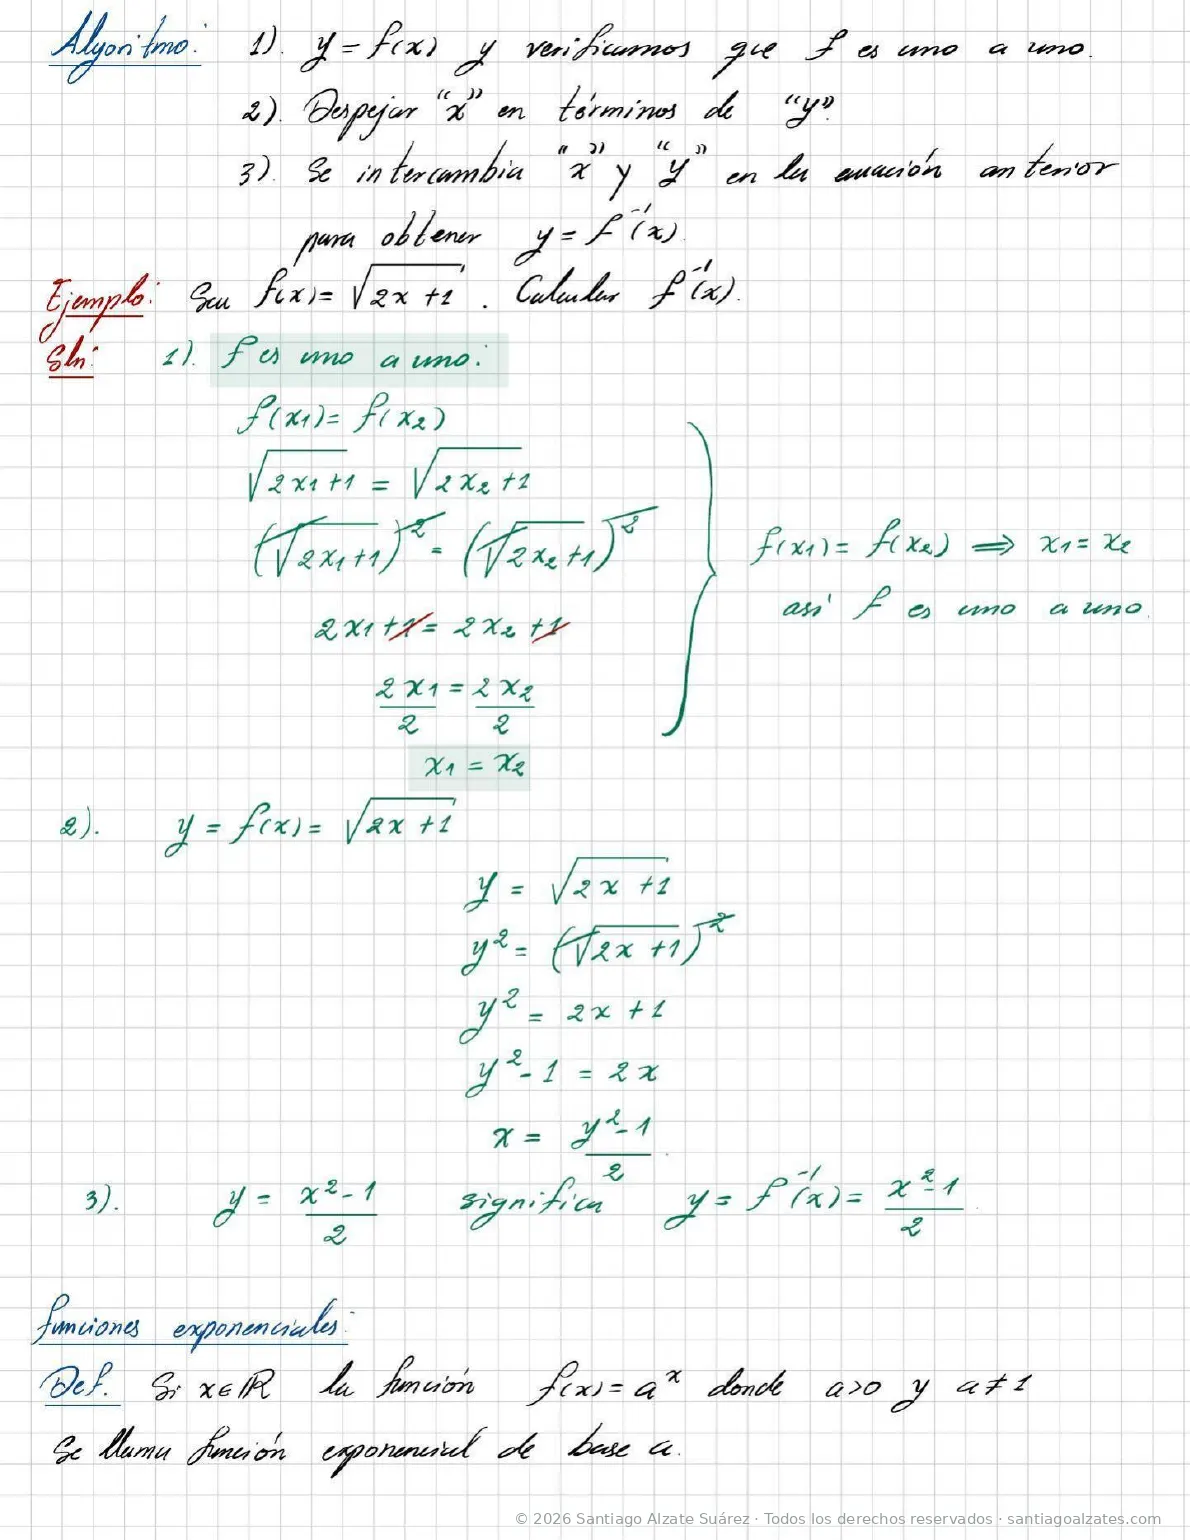 Algoritmo: 1). y = f(x) y verificamos que f es uno a uno.
2). Despejar "x" en términos de "y".
3). Se intercambia "x" y "y" en la ecuación anterior
para obtener y = f⁻¹(x).
Ejemplo: Sea f(x) = √(2x + 1). Calcular f⁻¹(x).
Sln: 1). f es uno a uno:
f(x₁) = f(x₂)
√(2x₁ + 1) = √(2x₂ + 1)
(√(2x₁ + 1))² = (√(2x₂ + 1))²
f(x₁) = f(x₂) ⟹ x₁ = x₂
así f es uno a uno.
2x₁ + 1 = 2x₂ + 1
2x₁/2 = 2x₂/2
x₁ = x₂
2). y = f(x) = √(2x + 1)
y = √(2x + 1)
y² = (√(2x + 1))²
y² = 2x + 1
y² - 1 = 2x
x = (y² - 1)/2.
3). y = (x² - 1)/2 significa y = f⁻¹(x) = (x² - 1)/2.
funciones exponenciales:
Def. Si x ∈ ℝ la función f(x) = aˣ donde a>0 y a ≠ 1
Se llama función exponencial de base a.
© 2026 Santiago Alzate Suárez · Todos los derechos reservados · santiagoalzates.com